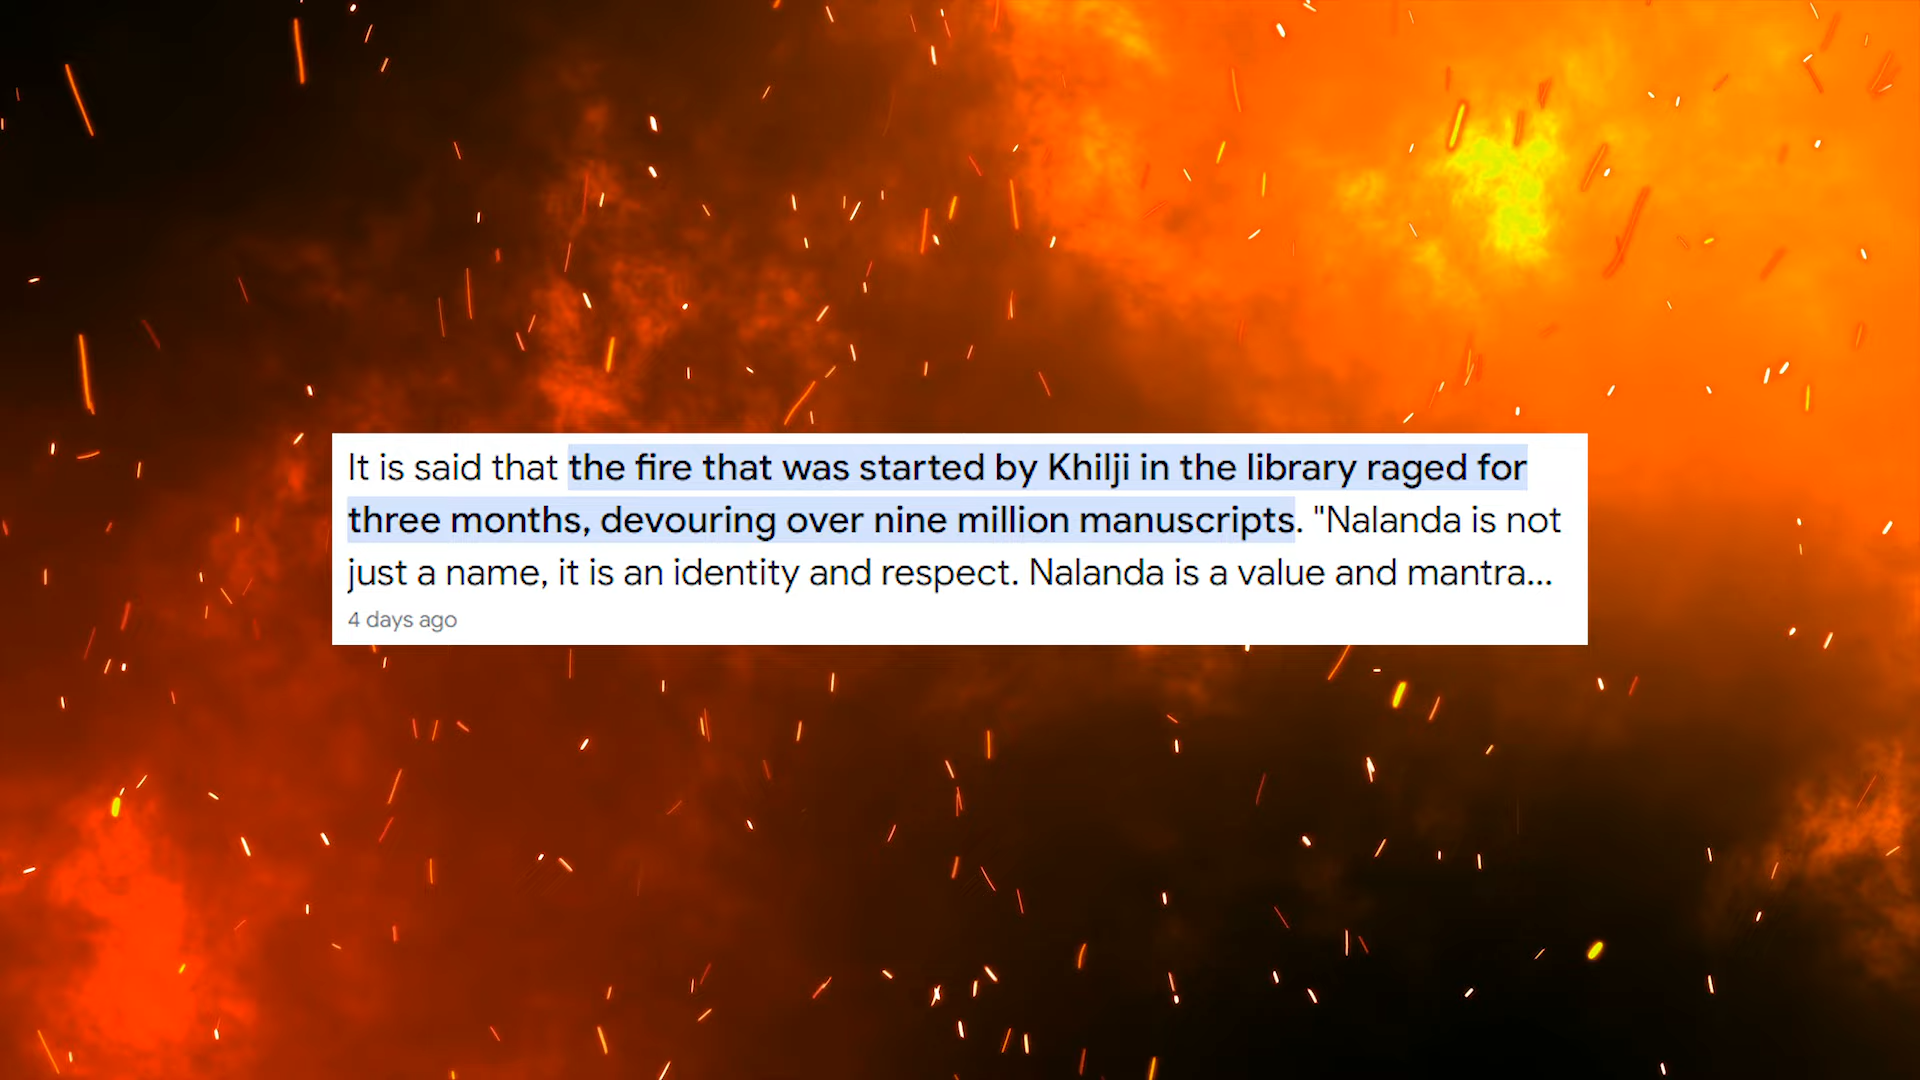 It is said that the fire that was started by Khilji in the library raged for
three months, devouring over nine million manuscripts. "Nalanda is not
just a name, it is an identity and respect. Nalanda is a value and mantra...
4 days ago